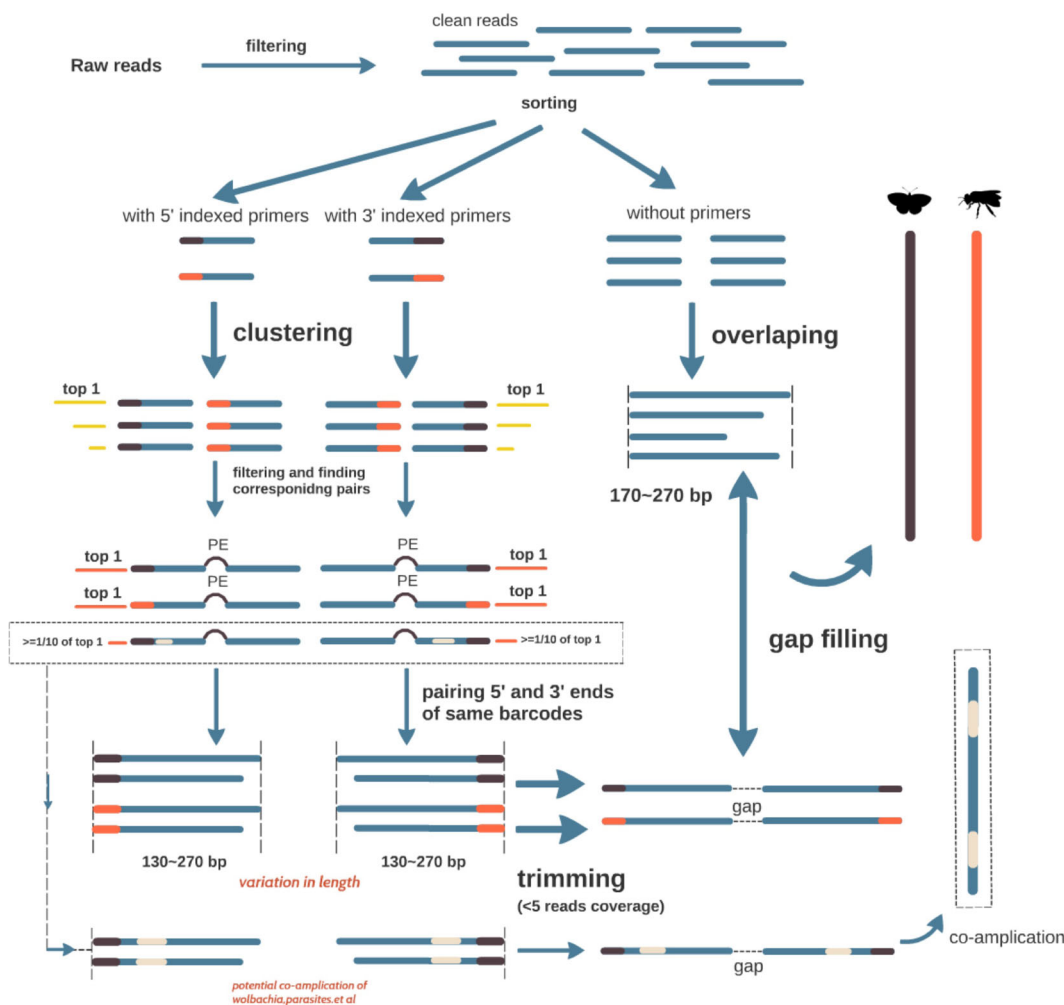 clean reads
filtering
Raw reads
sorting
with 5' indexed primers
with 3' indexed primers
without primers
clustering
overlaping
top 1
top 1
filtering and finding
corresponidng pairs
170~270 bp
PE
PE
top 1
top 1
PE
PE
top 1
top 1
>=1/10 of top 1
>=1/10 of top 1
gap filling
pairing 5' and 3' ends
of same barcodes
gap
130~270 bp
130~270 bp
variation in length
trimming
(<5 reads coverage)
co-amplication
gap
potential co-amplication of
wolbachia,parasites.et al